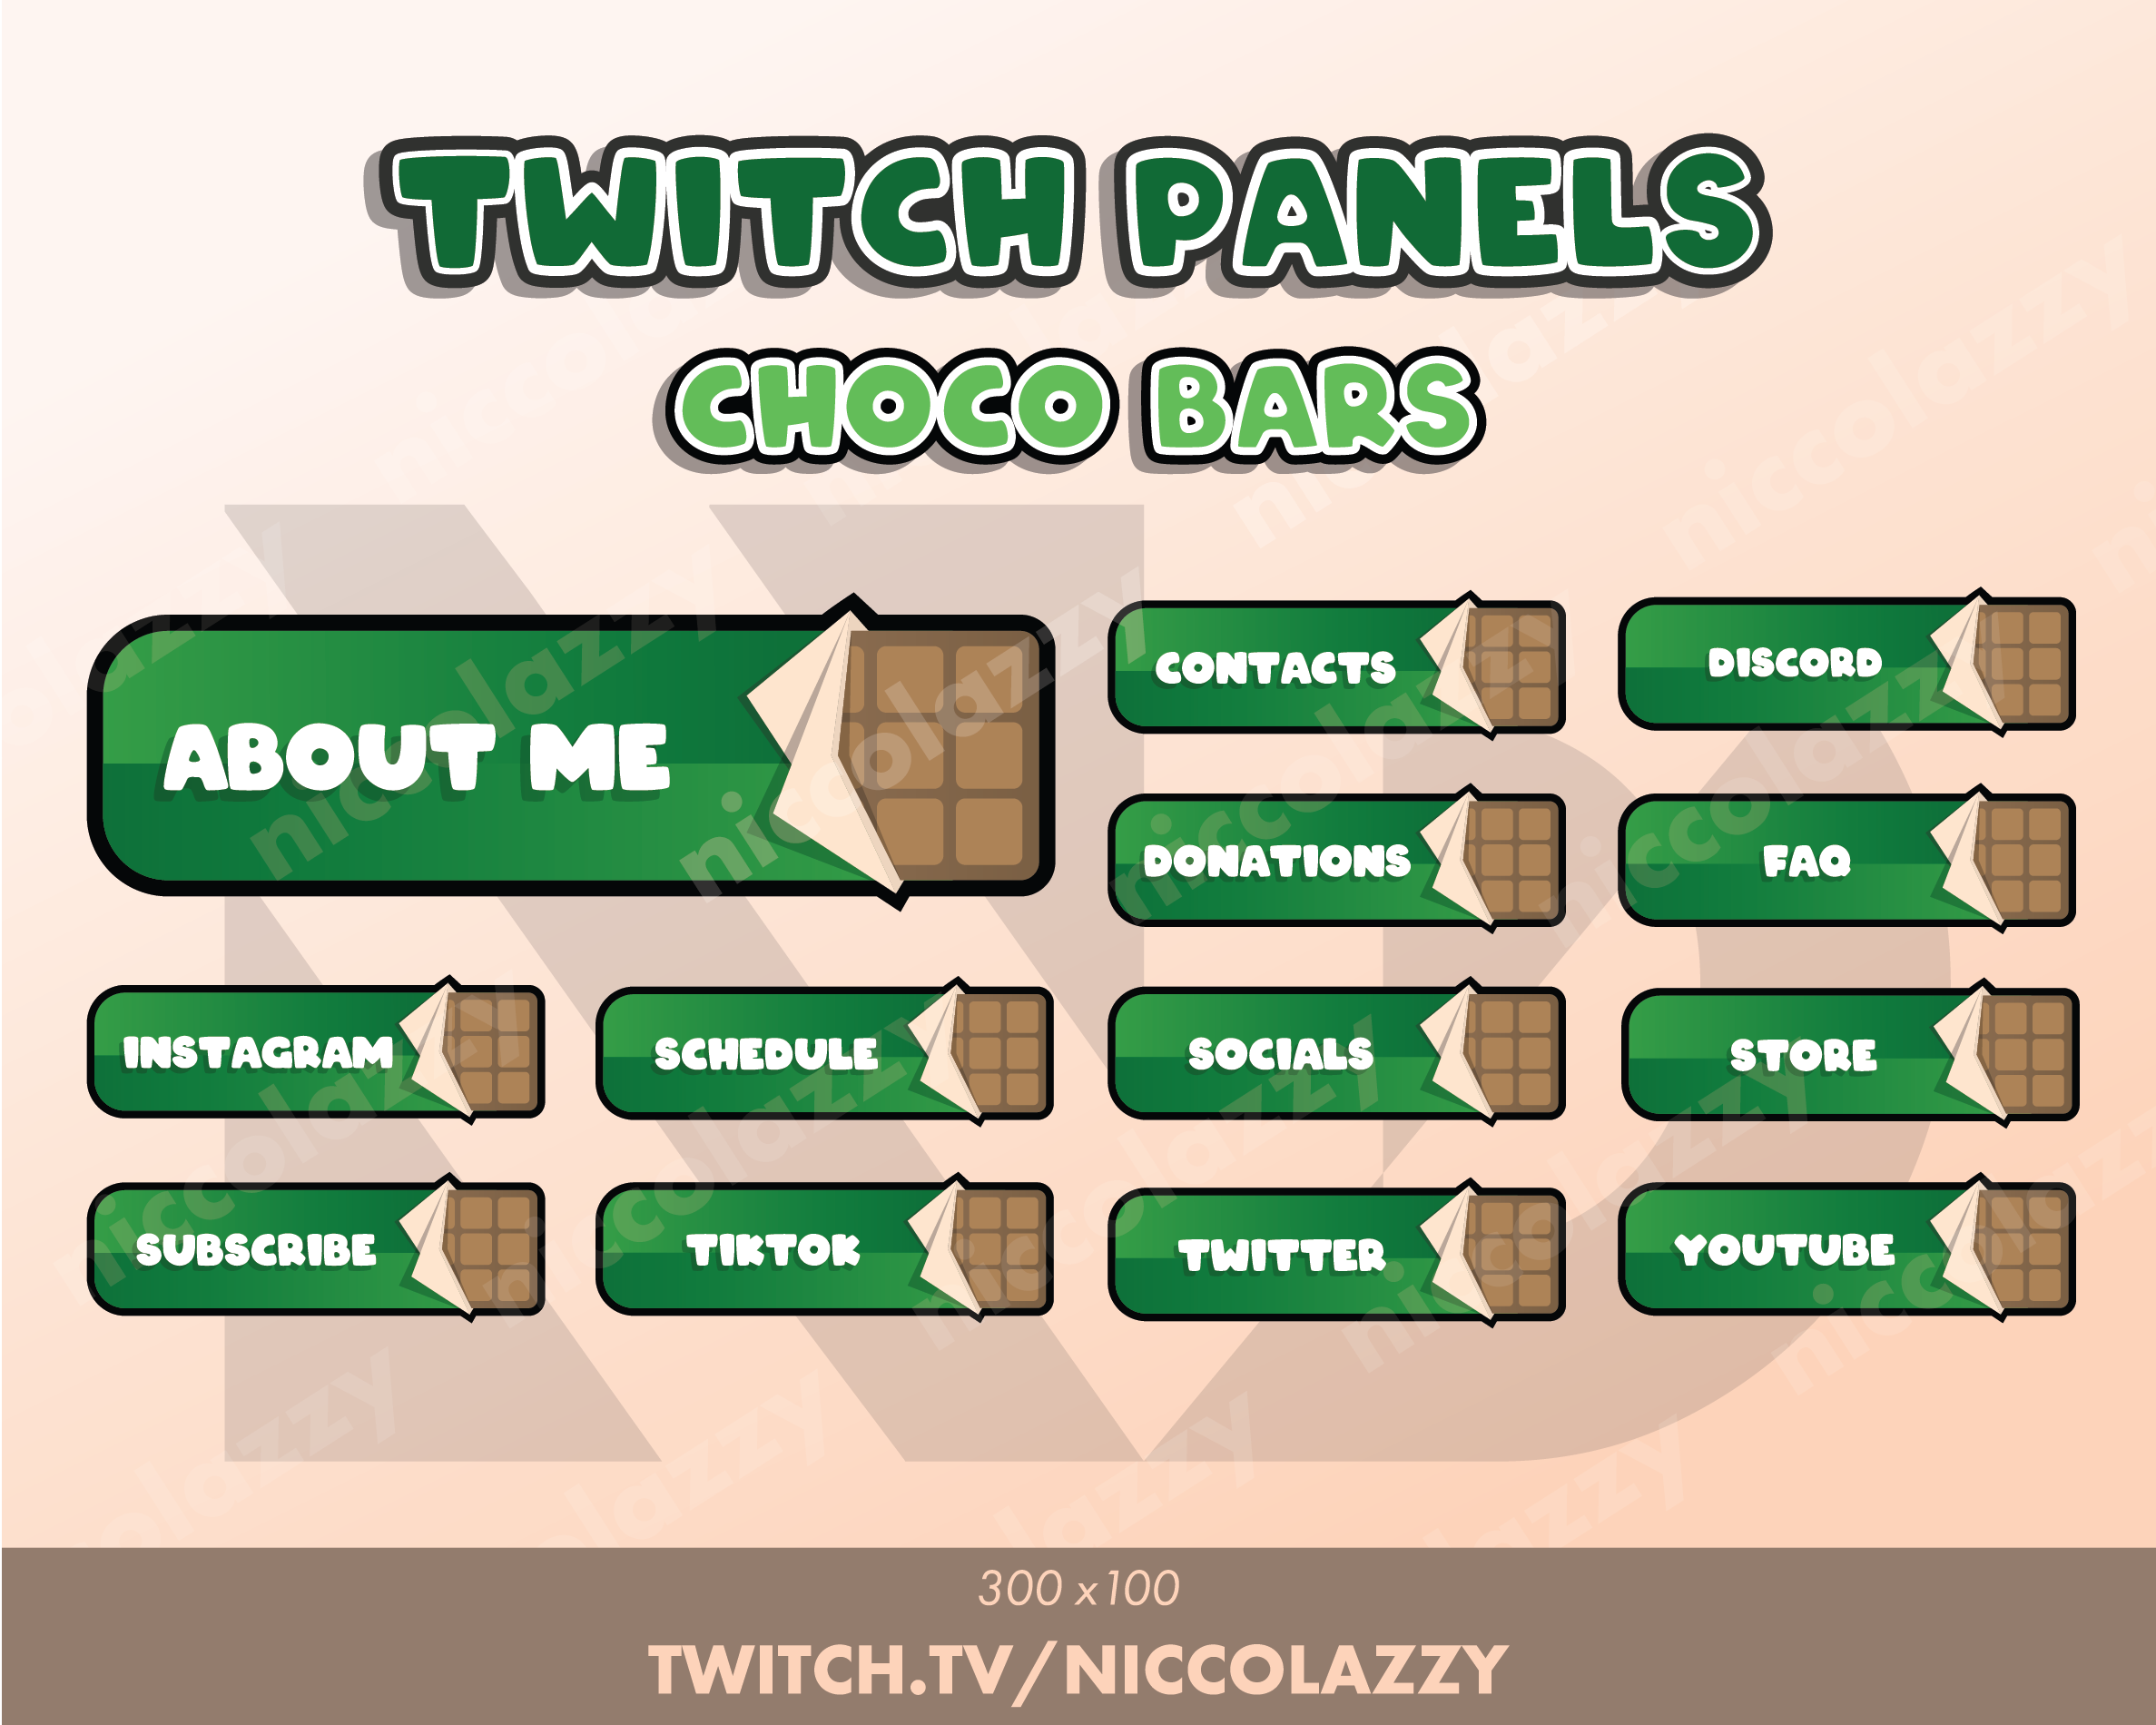 TWITCH PANELS
CHOCO BARS
ABOUT ME
CONTACTS
DISCORD
DONATIONS
FAQ
INSTAGRAM
SCHEDULE
SOCIALS
STORE
SUBSCRIBE
TIKTOK
TWITTER
YOUTUBE
niccolazzy
300 x100
TWITCH.TV/NICCOLAZZY